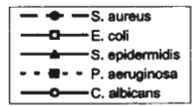 S. aureus
E. coli
S. epidermidis
P. aeruginosa
C. albicans